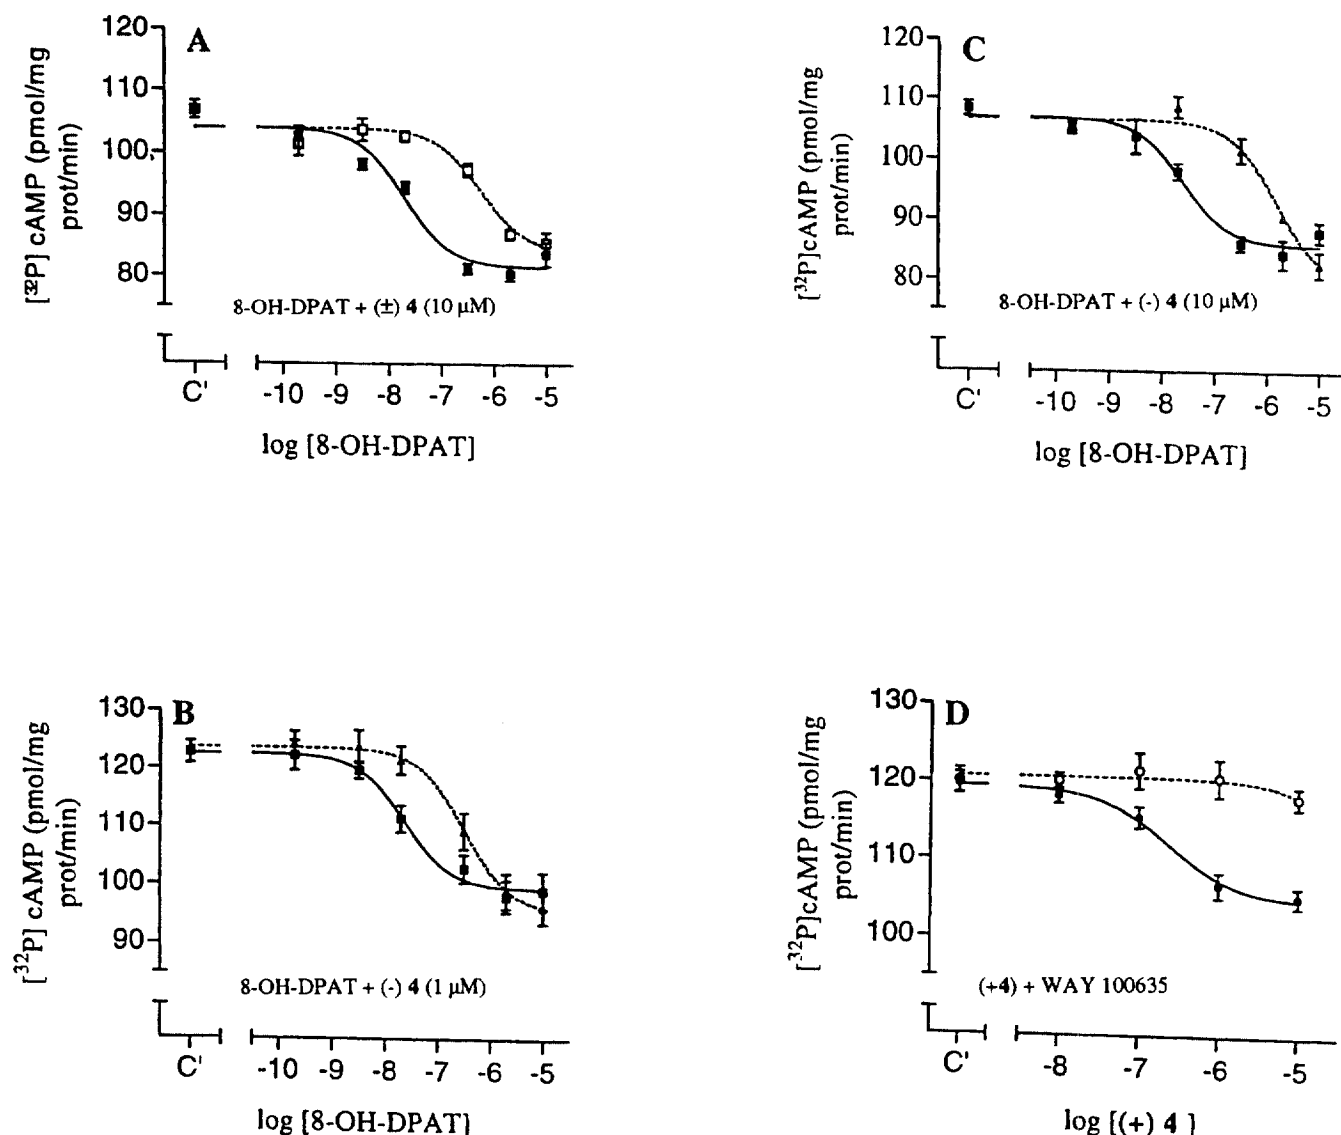 A
[³²P] cAMP (pmol/mg
prot/min)
120
110
100
90
80
8-OH-DPAT + (±) 4 (10 µM)
C'
-10 -9 -8 -7 -6 -5
log [8-OH-DPAT]
C
[³²P]cAMP (pmol/mg
prot/min)
120
110
100
90
80
8-OH-DPAT + (-) 4 (10 µM)
C'
-10 -9 -8 -7 -6 -5
log [8-OH-DPAT]
B
[³²P] cAMP (pmol/mg
prot/min)
130
120
110
100
90
8-OH-DPAT + (-) 4 (1 µM)
C'
-10 -9 -8 -7 -6 -5
log [8-OH-DPAT]
D
[³²P]cAMP (pmol/mg
prot/min)
130
120
110
100
(+4) + WAY 100635
C'
-8 -7 -6 -5
log [(+) 4 ]